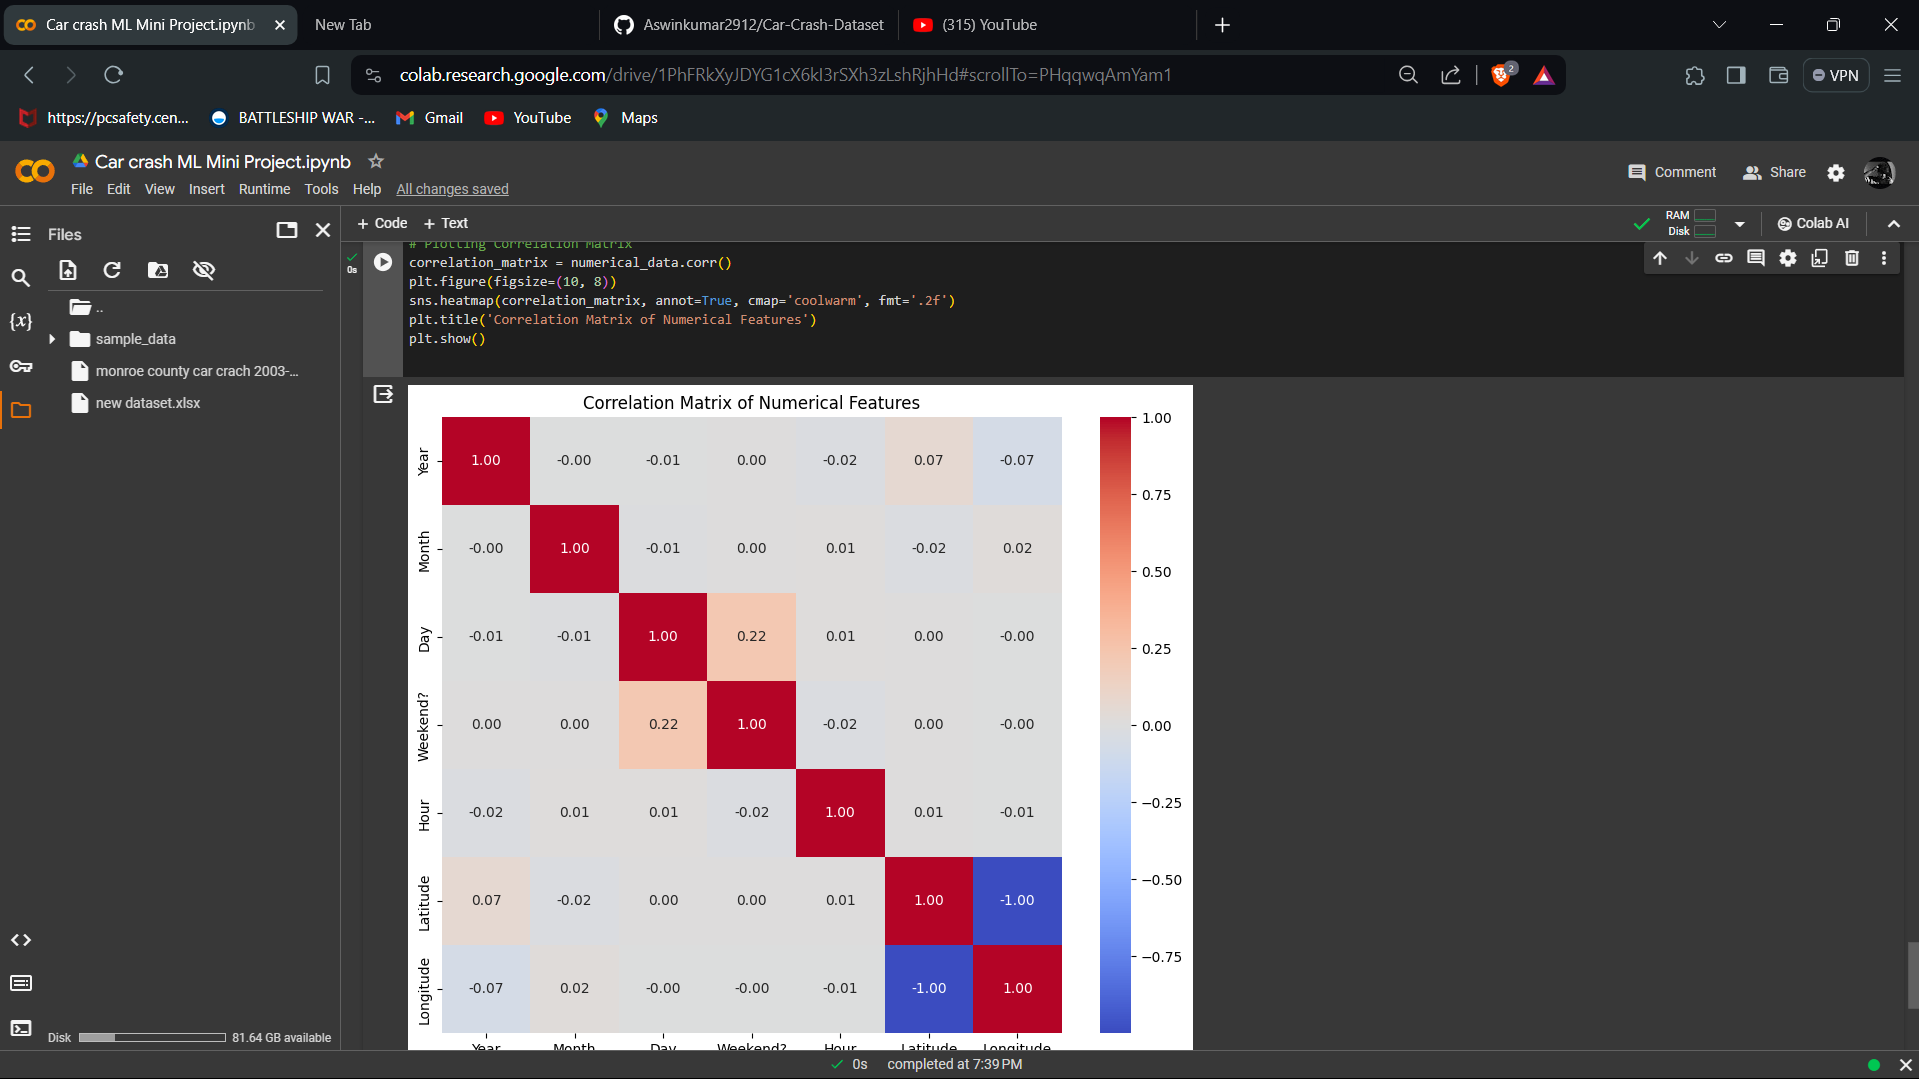 Car crash ML Mini Project.ipynb
New Tab
Aswinkumar2912/Car-Crash-Dataset
(315) YouTube
colab.research.google.com/drive/1PhFRkXyJDYG1cX6kI3rSXh3zLshRjhHd#scrollTo=PHqqwqAmYam1
2
VPN
https://pcsafety.cen...
BATTLESHIP WAR -...
Gmail
YouTube
Maps
Car crash ML Mini Project.ipynb
Comment
Share
File Edit View Insert Runtime Tools Help All changes saved
Files
+ Code + Text
RAM
Disk
Colab AI
..
sample_data
monroe county car crach 2003-...
new dataset.xlsx
0s
# Plotting Correlation Matrix
correlation_matrix = numerical_data.corr()
plt.figure(figsize=(10, 8))
sns.heatmap(correlation_matrix, annot=True, cmap='coolwarm', fmt='.2f')
plt.title('Correlation Matrix of Numerical Features')
plt.show()
{x}
Correlation Matrix of Numerical Features
Year 1.00 -0.00 -0.01 0.00 -0.02 0.07 -0.07
Month -0.00 1.00 -0.01 0.00 0.01 -0.02 0.02
Day -0.01 -0.01 1.00 0.22 0.01 0.00 -0.00
Weekend? 0.00 0.00 0.22 1.00 -0.02 0.00 -0.00
Hour -0.02 0.01 0.01 -0.02 1.00 0.01 -0.01
Latitude 0.07 -0.02 0.00 0.00 0.01 1.00 -1.00
Longitude -0.07 0.02 -0.00 -0.00 -0.01 -1.00 1.00
Year Month Day Weekend? Hour Latitude Longitude
1.00
0.75
0.50
0.25
0.00
−0.25
−0.50
−0.75
Disk 81.64 GB available
0s completed at 7:39 PM